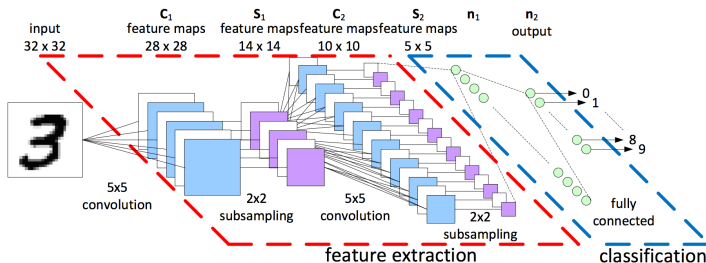 C1 S1 C2 S2 n1 n2
input feature maps feature maps feature maps feature maps output
32 x 32 28 x 28 14 x 14 10 x 10 5 x 5
3
0
1
8
9
5x5
convolution
2x2
subsampling
5x5
convolution
2x2
subsampling
fully
connected
feature extraction
classification